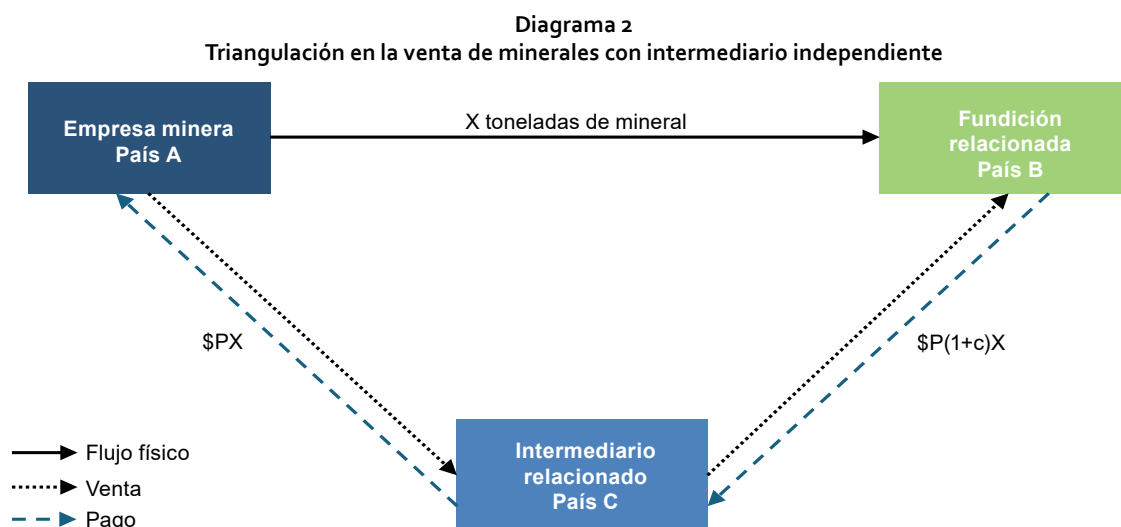 Diagrama 2
Triangulación en la venta de minerales con intermediario independiente
Empresa minera
País A
X toneladas de mineral
Fundición
relacionada
País B
$PX
$P(1+c)X
Intermediario
relacionado
País C
Flujo físico
Venta
Pago